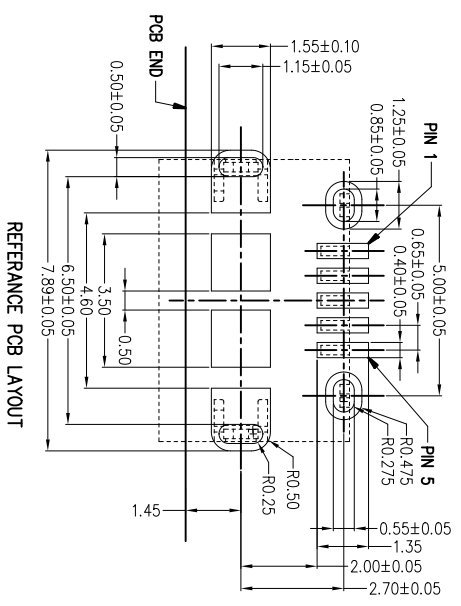 PCB END
0.50±0.05
1.55±0.10
1.15±0.05
PIN 1
1.25±0.05
0.85±0.05
5.00±0.05
0.65±0.05
0.40±0.05
PIN 5
R0.475
R0.275
0.55±0.05
1.35
2.00±0.05
2.70±0.05
R0.50
R0.25
1.45
0.50
3.50
4.60
6.50±0.05
7.89±0.05
REFERANCE PCB LAYOUT